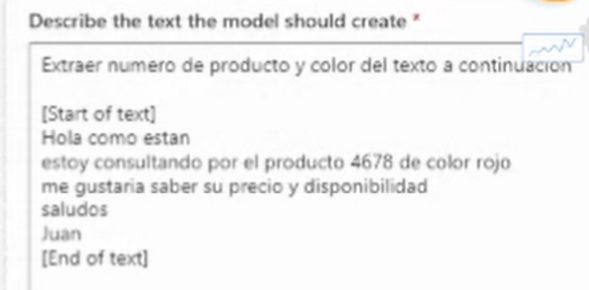 Describe the text the model should create *
Extraer numero de producto y color del texto a continuacion
[Start of text]
Hola como estan
estoy consultando por el producto 4678 de color rojo
me gustaria saber su precio y disponibilidad
saludos
Juan
[End of text]